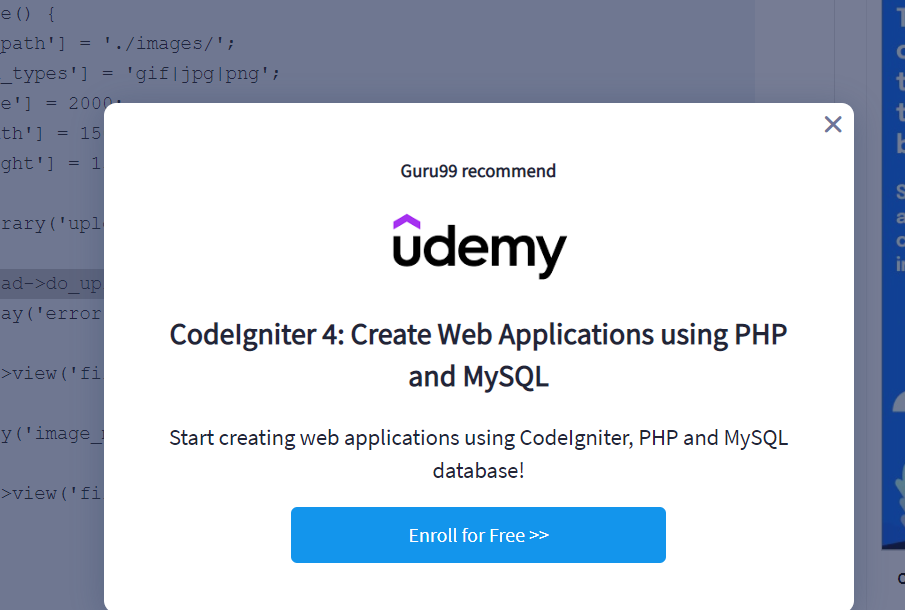 e() {
path'] = './images/';
_types'] = 'gif|jpg|png';
e'] = 2000;
th'] = 15
ght'] = 1
rary('upl
ad->do_up
ay('error
>view('fi
y('image_
>view('fi
Guru99 recommend
udemy
CodeIgniter 4: Create Web Applications using PHP
and MySQL
Start creating web applications using CodeIgniter, PHP and MySQL
database!
Enroll for Free >>